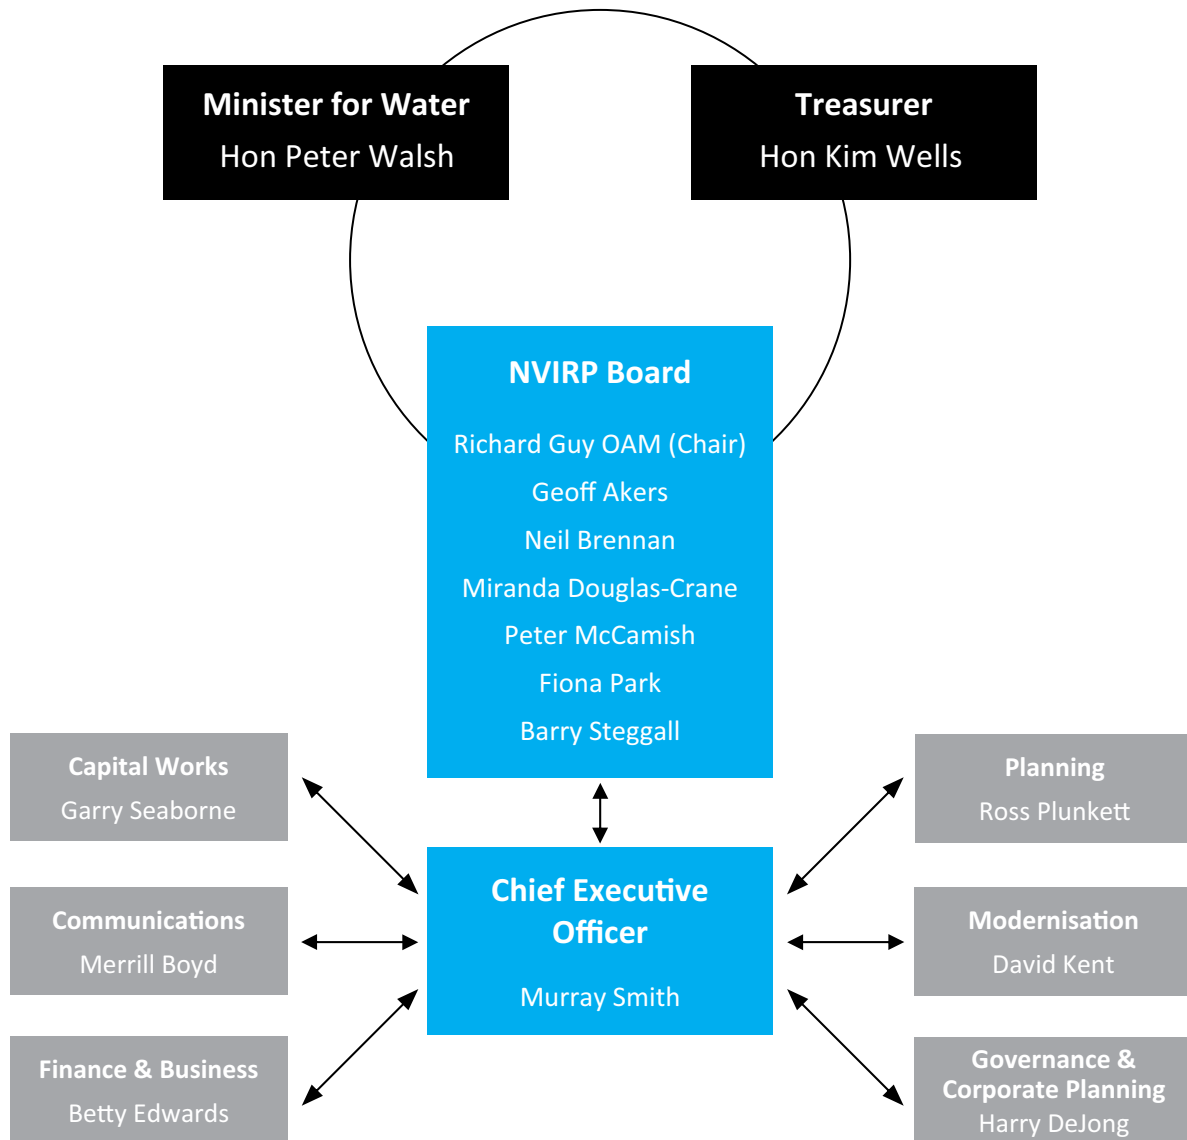 Minister for Water
Hon Peter Walsh
Treasurer
Hon Kim Wells
NVIRP Board
Richard Guy OAM (Chair)
Geoff Akers
Neil Brennan
Miranda Douglas-Crane
Peter McCamish
Fiona Park
Barry Steggall
Capital Works
Garry Seaborne
Communications
Merrill Boyd
Finance & Business
Betty Edwards
Chief Executive
Officer
Murray Smith
Planning
Ross Plunkett
Modernisation
David Kent
Governance &
Corporate Planning
Harry DeJong